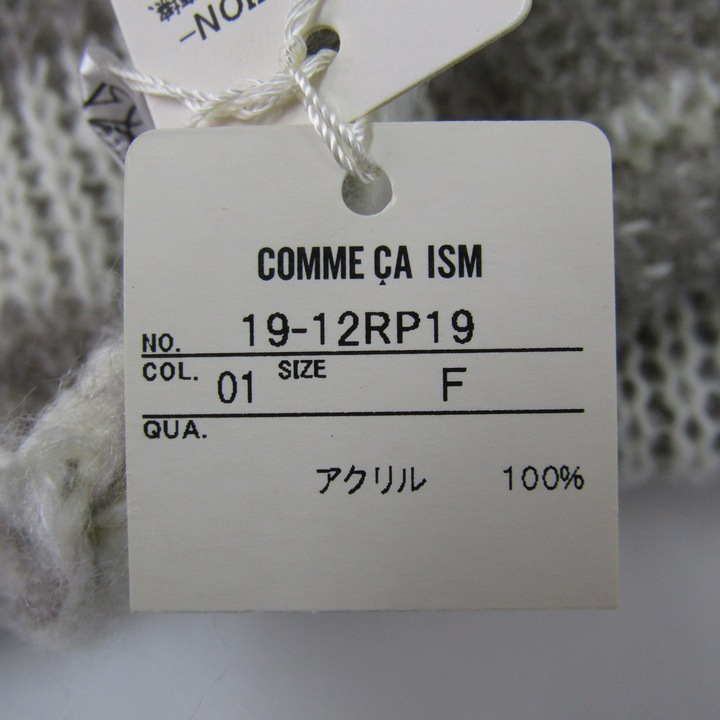 COMME ÇA ISM
NO. 19-12RP19
COL. 01 SIZE F
QUA.
アクリル 100%